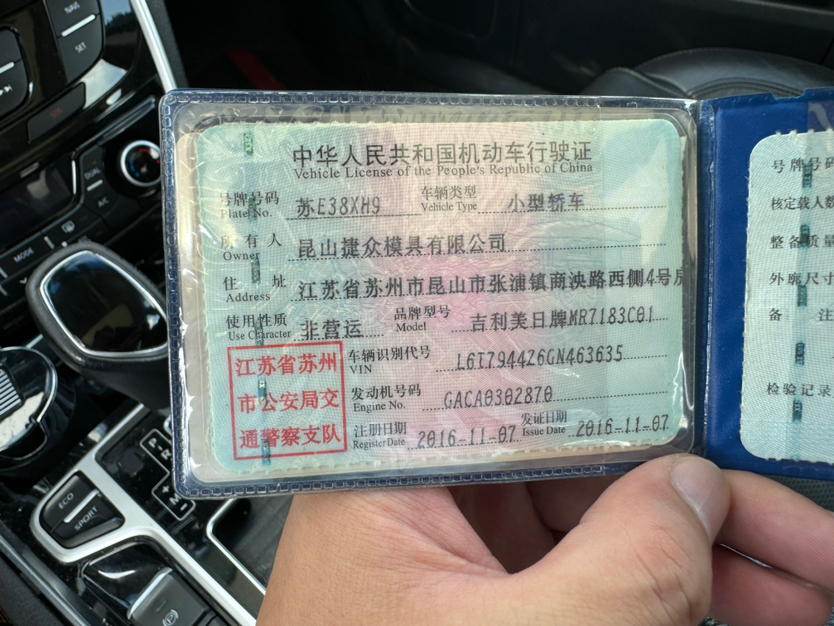 中华人民共和国机动车行驶证
Vehicle License of the People's Republic of China
号牌号码 苏E38XH9 车辆类型 小型轿车
Plate No. Vehicle Type
所有人 昆山捷众模具有限公司
Owner
住址 江苏省苏州市昆山市张浦镇商泱路西侧4号房
Address
使用性质 非营运 品牌型号 吉利美日牌MR7183C01
Use Character Model
车辆识别代号 L6T7944Z6GN463635
VIN
发动机号码 GACA0302870
Engine No.
注册日期 2016-11-07 发证日期 2016-11-07
Register Date Issue Date
江苏省苏州
市公安局交
通警察支队
号牌号码
核定载人数
整备质量
外廓尺寸
备注
检验记录
NAVI
SET
DUAL
A/C
MODE
P
R
N
ECO
SPORT